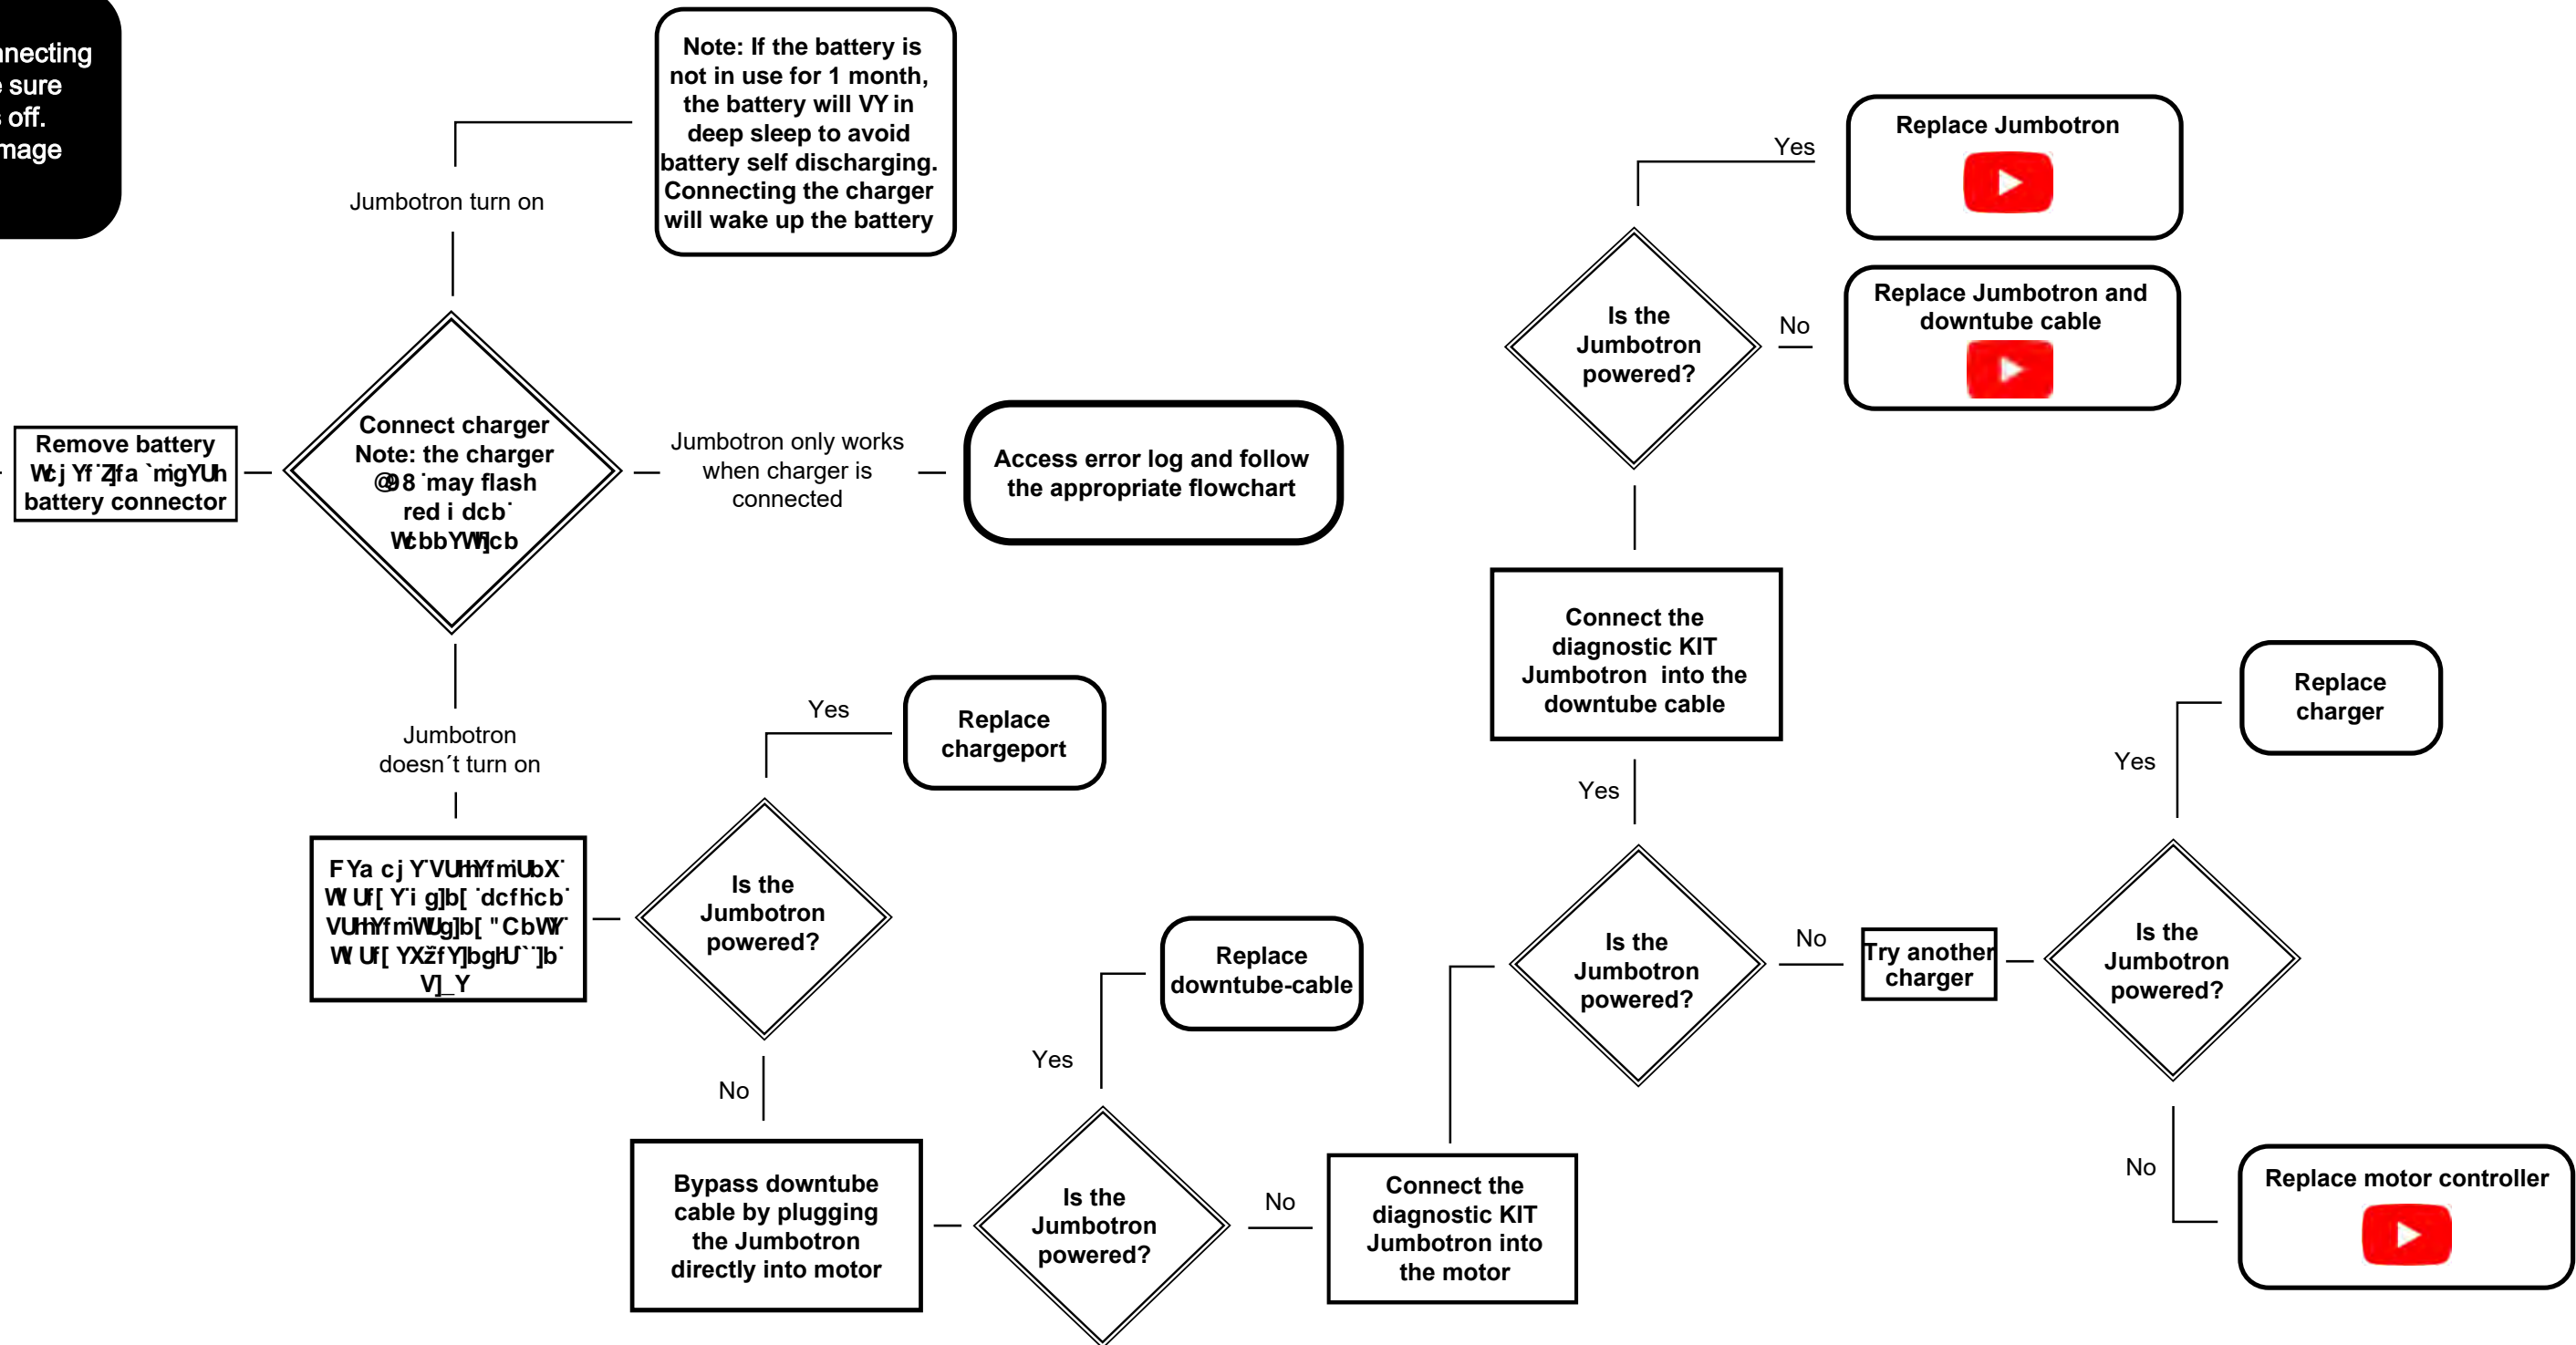 nnecting
e sure
s off.
mage
Note: If the battery is
not in use for 1 month,
the battery will VY in
deep sleep to avoid
battery self discharging.
Connecting the charger
will wake up the battery
Jumbotron turn on
Remove battery
battery connector
Connect charger
Note: the charger
may flash
red i dcb
Jumbotron only works
when charger is
connected
Access error log and follow
the appropriate flowchart
Jumbotron
doesn´t turn on
Is the
Jumbotron
powered?
Yes
Replace
chargeport
No
Bypass downtube
cable by plugging
the Jumbotron
directly into motor
Is the
Jumbotron
powered?
Yes
Replace
downtube-cable
No
Connect the
diagnostic KIT
Jumbotron into
the motor
Is the
Jumbotron
powered?
Yes
Connect the
diagnostic KIT
Jumbotron into the
downtube cable
Is the
Jumbotron
powered?
Yes
Replace Jumbotron
No
Replace Jumbotron and
downtube cable
No
Try another
charger
Is the
Jumbotron
powered?
Yes
Replace
charger
No
Replace motor controller